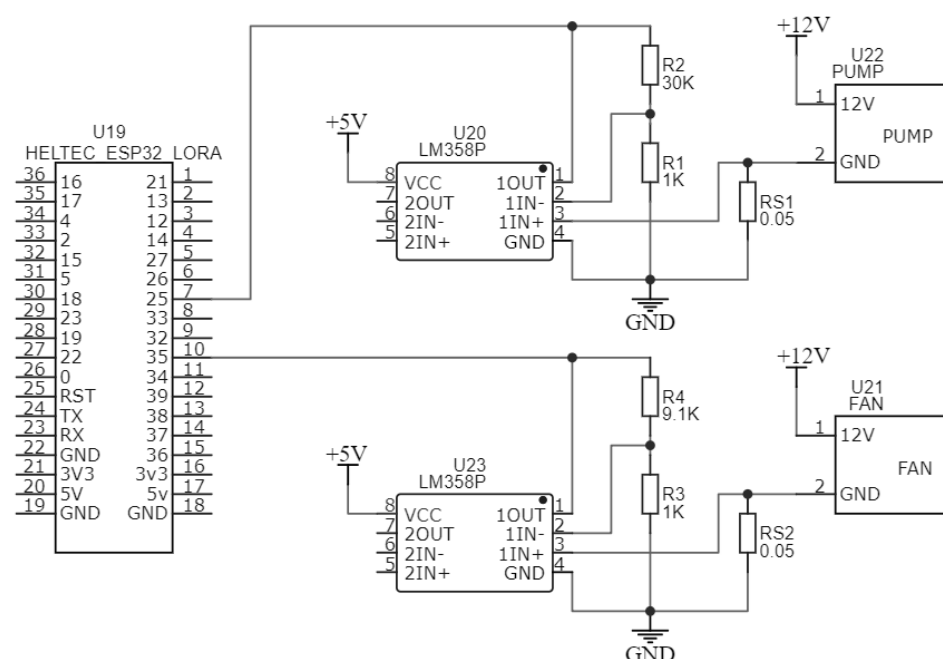 +12V
U22
PUMP
1 12V
PUMP
2 GND
R2
30K
R1
1K
RS1
0.05
+5V
U20
LM358P
8 VCC 1OUT 1
7 2OUT 1IN- 2
6 2IN- 1IN+ 3
5 2IN+ GND 4
GND
U19
HELTEC ESP32 LORA
36 16 21 1
35 17 13 2
34 4 12 3
33 2 14 4
32 15 27 5
31 5 26 6
30 18 25 7
29 23 33 8
28 19 32 9
27 22 35 10
26 0 34 11
25 RST 39 12
24 TX 38 13
23 RX 37 14
22 GND 36 15
21 3V3 3v3 16
20 5V 5v 17
19 GND GND 18
+12V
U21
FAN
1 12V
FAN
2 GND
R4
9.1K
R3
1K
RS2
0.05
+5V
U23
LM358P
8 VCC 1OUT 1
7 2OUT 1IN- 2
6 2IN- 1IN+ 3
5 2IN+ GND 4
GND